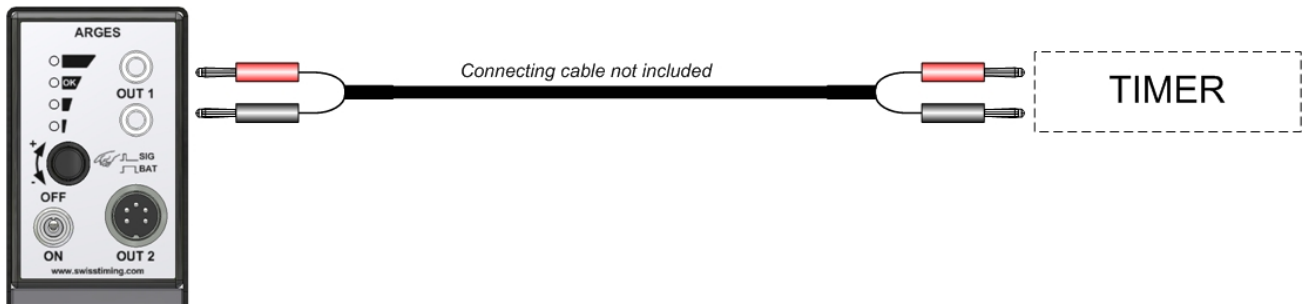 ARGES
OK
OUT 1
+
-
SIG
BAT
OFF
ON
OUT 2
www.swisstiming.com
Connecting cable not included
TIMER